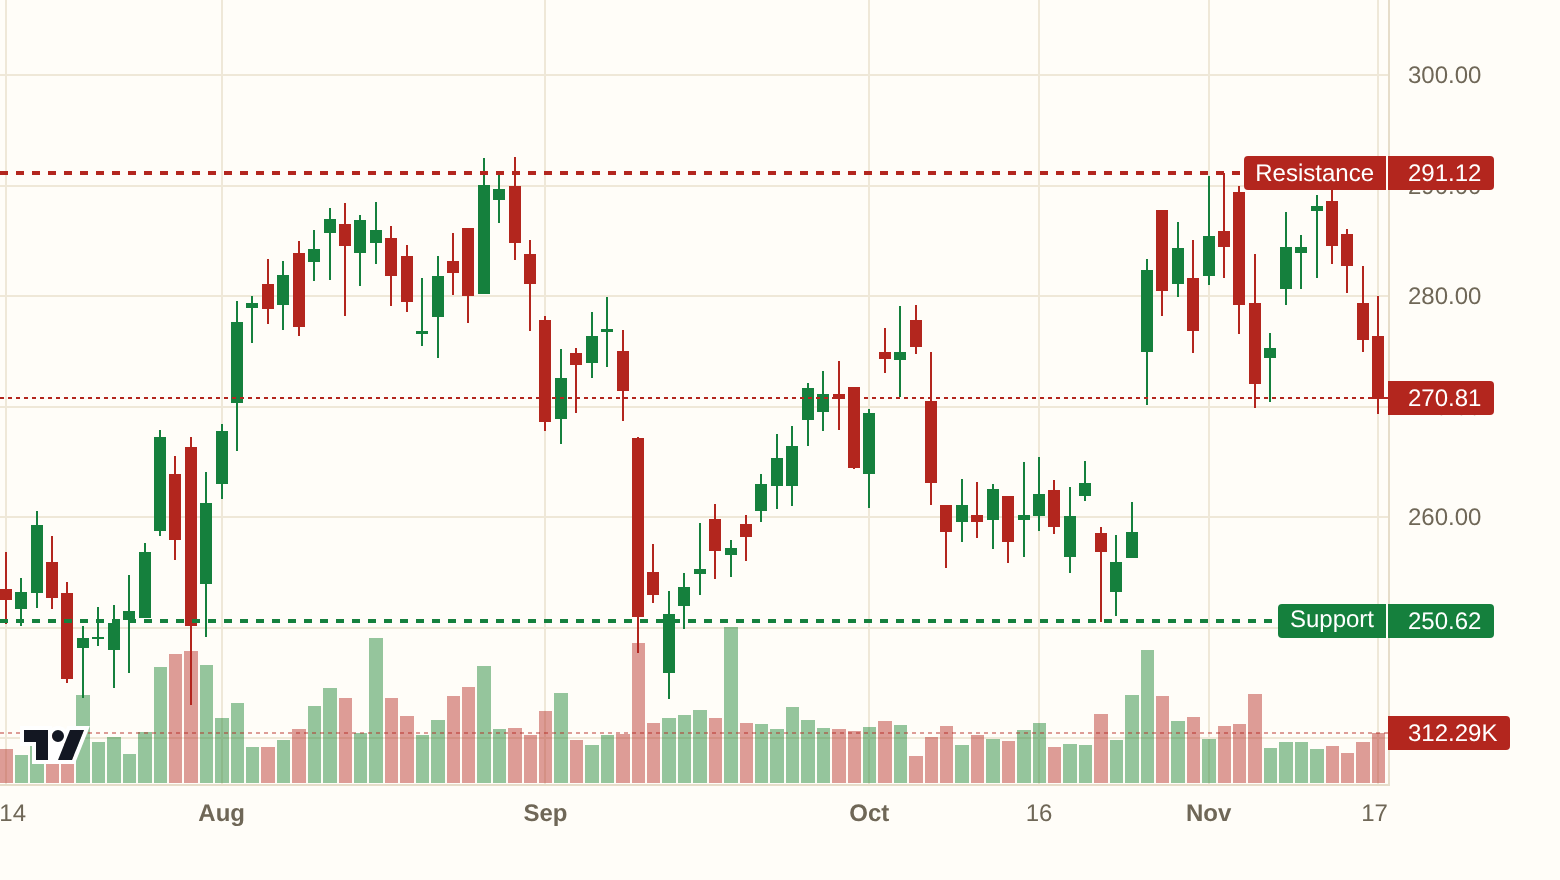 300.00
Resistance 291.12
280.00
270.81
260.00
Support 250.62
312.29K
14 Aug Sep Oct 16 Nov 17